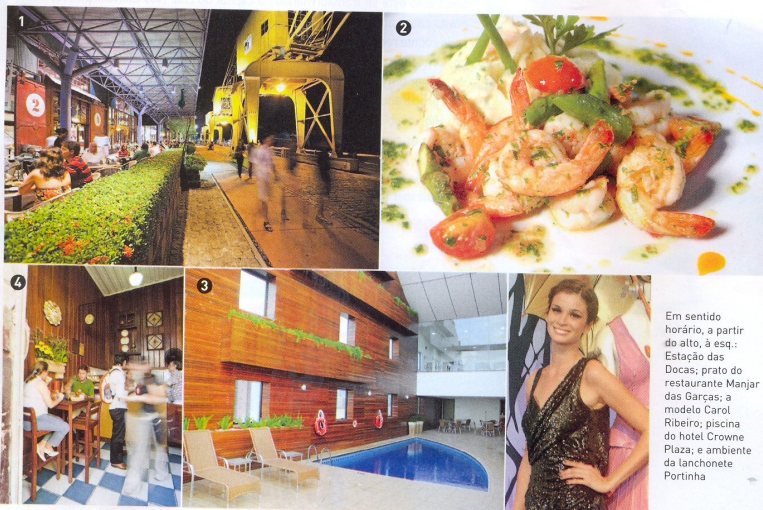 1
2
2
4
3
Em sentido
horário, a partir
do alto, à esq.:
Estação das
Docas; prato do
restaurante Manjar
das Garças; a
modelo Carol
Ribeiro; piscina
do hotel Crowne
Plaza; e ambiente
da lanchonete
Portinha